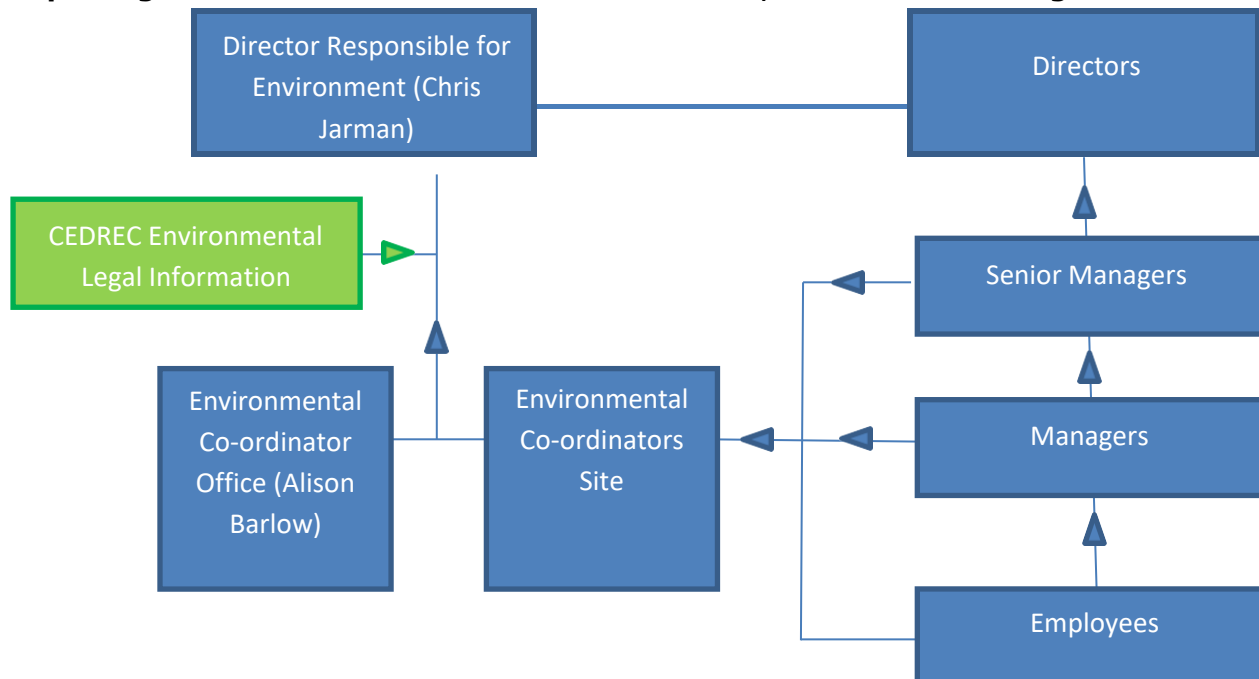 Director Responsible for
Environment (Chris
Jarman)
Directors
CEDREC Environmental
Legal Information
Senior Managers
Environmental
Co-ordinator
Office (Alison
Barlow)
Environmental
Co-ordinators
Site
Managers
Employees